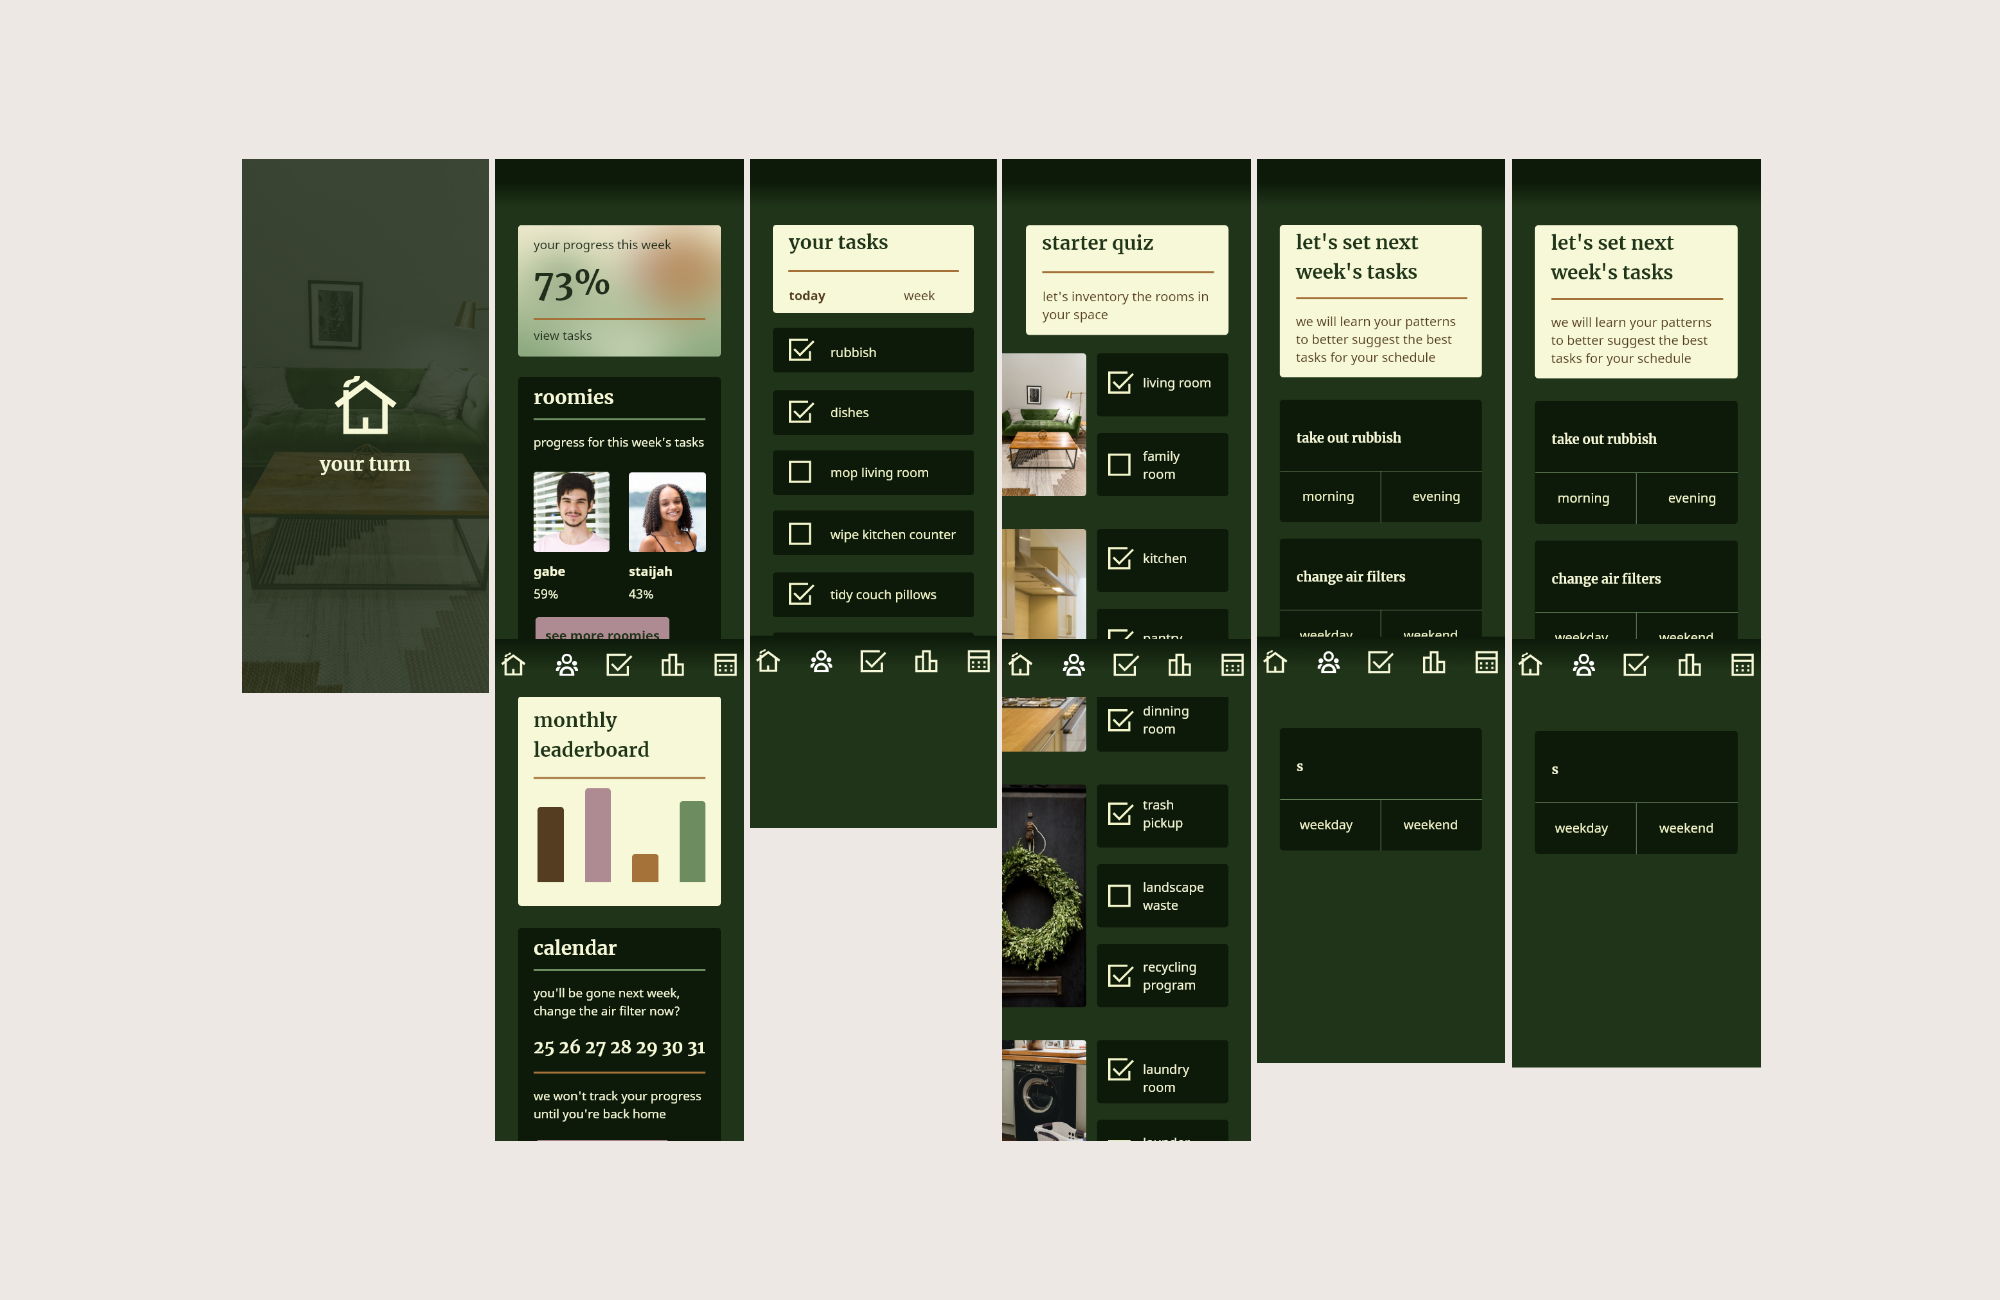 your turn
your progress this week
73%
view tasks
roomies
progress for this week's tasks
gabe
59%
staijah
43%
see more roomies
monthly
leaderboard
calendar
you'll be gone next week,
change the air filter now?
25 26 27 28 29 30 31
we won't track your progress
until you're back home
your tasks
today
week
rubbish
dishes
mop living room
wipe kitchen counter
tidy couch pillows
starter quiz
let's inventory the rooms in
your space
living room
family
room
kitchen
pantry
dinning
room
trash
pickup
landscape
waste
recycling
program
laundry
room
let's set next
week's tasks
we will learn your patterns
to better suggest the best
tasks for your schedule
take out rubbish
morning
evening
change air filters
weekday
weekend
s
weekday
weekend
let's set next
week's tasks
we will learn your patterns
to better suggest the best
tasks for your schedule
take out rubbish
morning
evening
change air filters
weekday
weekend
s
weekday
weekend